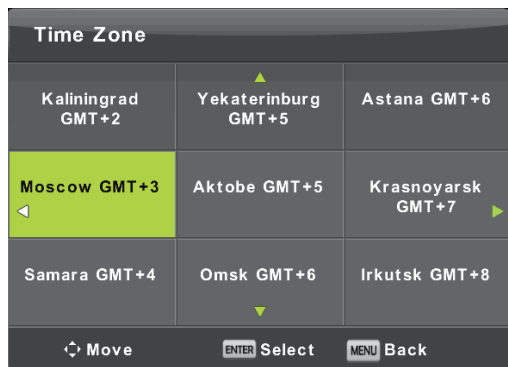 Time Zone
Kaliningrad
GMT+2
Yekaterinburg
GMT+5
Astana GMT+6
Moscow GMT+3
Aktobe GMT+5
Krasnoyarsk
GMT+7
Samara GMT+4
Omsk GMT+6
Irkutsk GMT+8
Move
ENTER Select
MENU Back